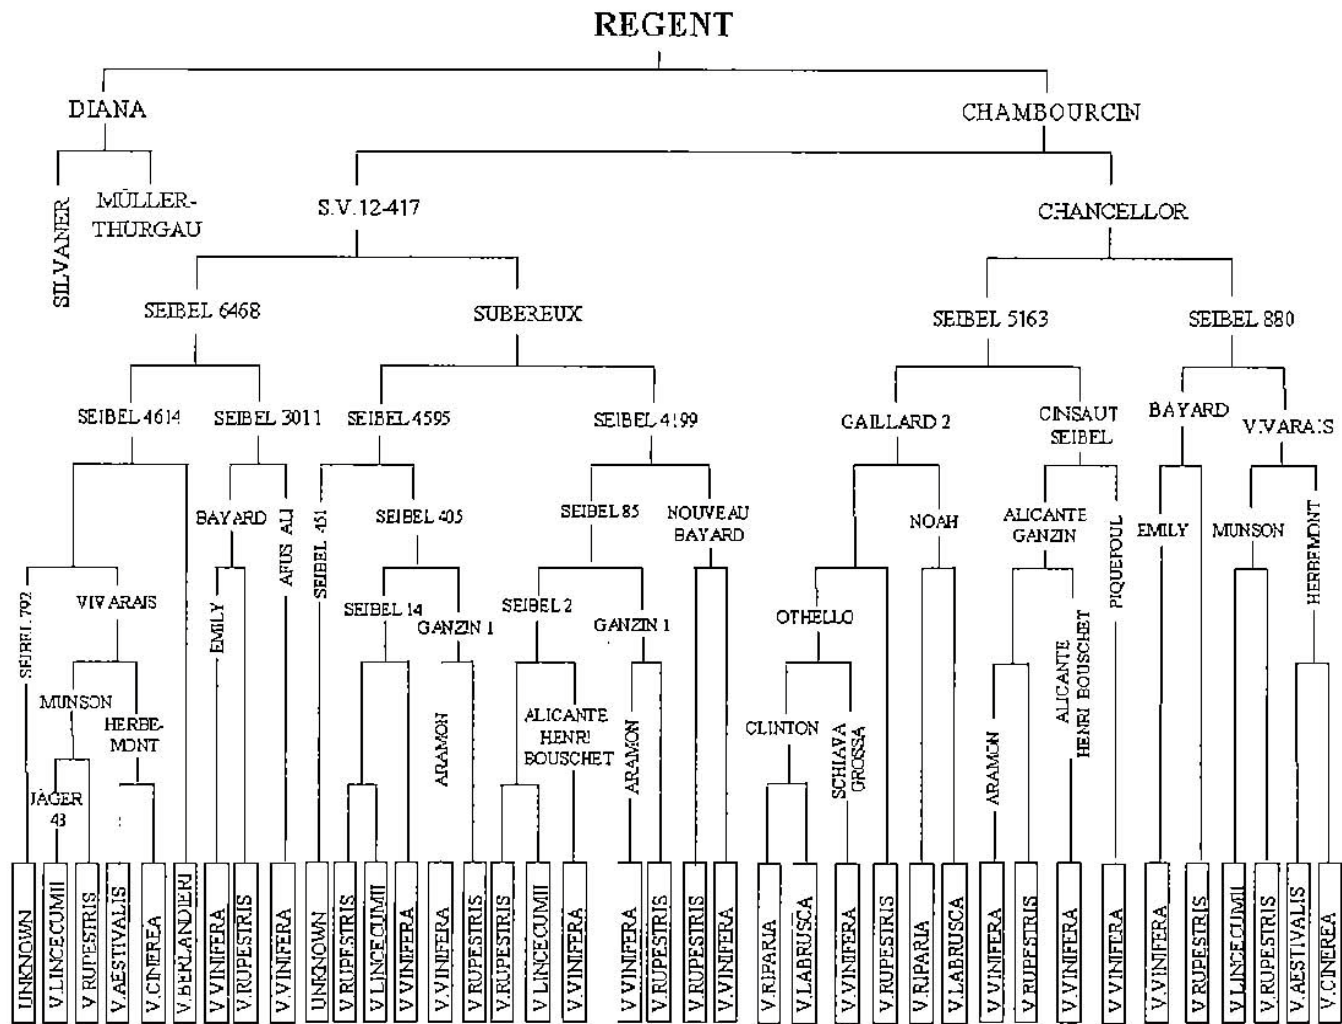 REGENT
DIANA
CHAMBOURCIN
SILVANER
MÜLLER-
THURGAU
S.V.12-417
CHANCELLOR
SEIBEL 6468
SUBEREUX
SEIBEL 5163
SEIBEL 880
SEIBEL 4614
SEIBEL 3011
SEIBEL 4595
SEIBEL 4199
GAILLARD 2
CINSAUT
SEIBEL
BAYARD
VIVARAIS
BAYARD
AFUS ALI
SEIBEL 451
SEIBEL 405
SEIBEL 85
NOUVEAU
BAYARD
NOAH
ALICANTE
GANZIN
PIQUEPOUL
EMILY
MUNSON
HERBEMONT
SEIBEL 792
VIVARAIS
EMILY
SEIBEL 14
GANZIN 1
SEIBEL 2
GANZIN 1
OTHELLO
ALICANTE
HENRI BOUSCHET
MUNSON
HERBE-
MONT
ARAMON
ALICANTE
HENRI
BOUSCHET
ARAMON
CLINTON
SCHIAVA
GROSSA
ARAMON
JÄGER
43
UNKNOWN
V.LINCECUMII
V.RUPESTRIS
V.AESTIVALIS
V.CINEREA
V.BERLANDIERI
V.VINIFERA
V.RUPESTRIS
V.VINIFERA
UNKNOWN
V.RUPESTRIS
V.LINCECUMII
V.VINIFERA
V.VINIFERA
V.RUPESTRIS
V.RUPESTRIS
V.LINCECUMII
V.VINIFERA
V.VINIFERA
V.RUPESTRIS
V.RUPESTRIS
V.VINIFERA
V.RIPARIA
V.LABRUSCA
V.VINIFERA
V.RUPESTRIS
V.RIPARIA
V.LABRUSCA
V.VINIFERA
V.RUPESTRIS
V.VINIFERA
V.VINIFERA
V.VINIFERA
V.RUPESTRIS
V.LINCECUMII
V.RUPESTRIS
V.AESTIVALIS
V.CINEREA